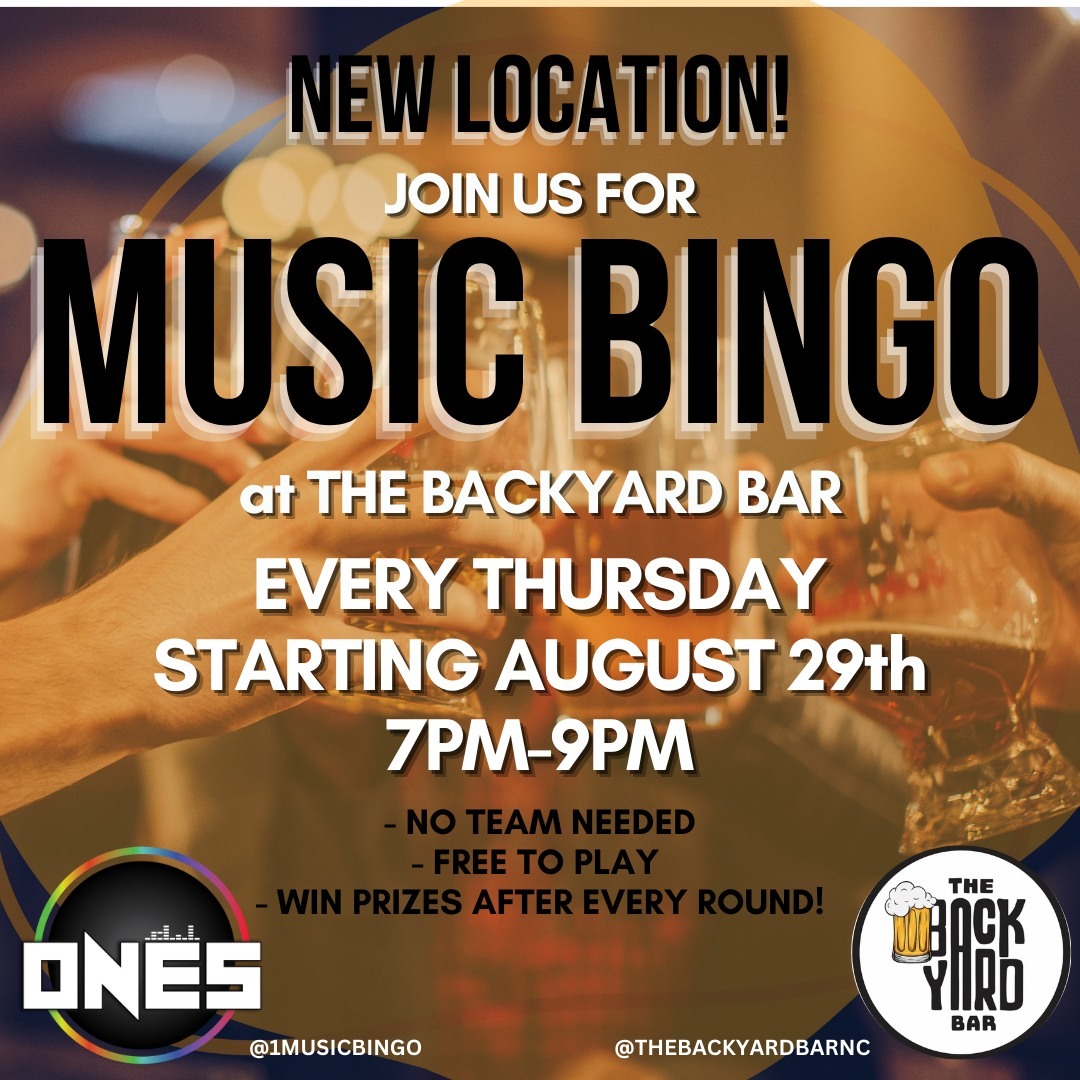 NEW LOCATION!
JOIN US FOR
MUSIC BINGO
at THE BACKYARD BAR
EVERY THURSDAY
STARTING AUGUST 29th
7PM-9PM
- NO TEAM NEEDED
- FREE TO PLAY
- WIN PRIZES AFTER EVERY ROUND!
ONES
THE
BACK
YARD
BAR
@1MUSICBINGO
@THEBACKYARDBARNC